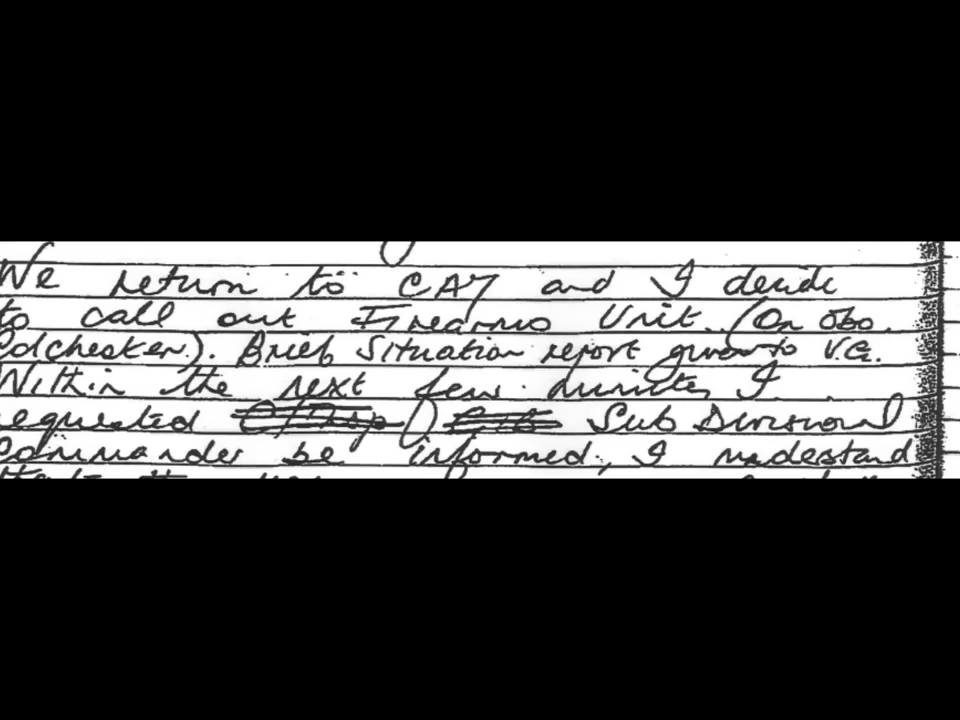 We return to CA7 and I decide
to call out Firearms Unit. (On obo.
Colchester). Brief Situation report given to V.G.
Within the next few minutes I
requested Sub Divisional
Commander be informed, I understand